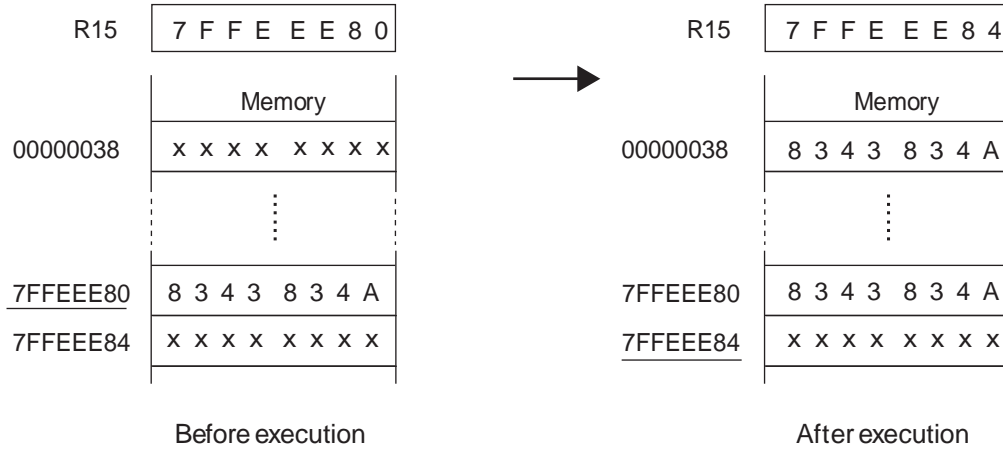 R15 7 F F E E E 8 0
Memory
00000038 x x x x x x x x
7FFEEE80 8 3 4 3 8 3 4 A
7FFEEE84 x x x x x x x x
Before execution
R15 7 F F E E E 8 4
Memory
00000038 8 3 4 3 8 3 4 A
7FFEEE80 8 3 4 3 8 3 4 A
7FFEEE84 x x x x x x x x
After execution